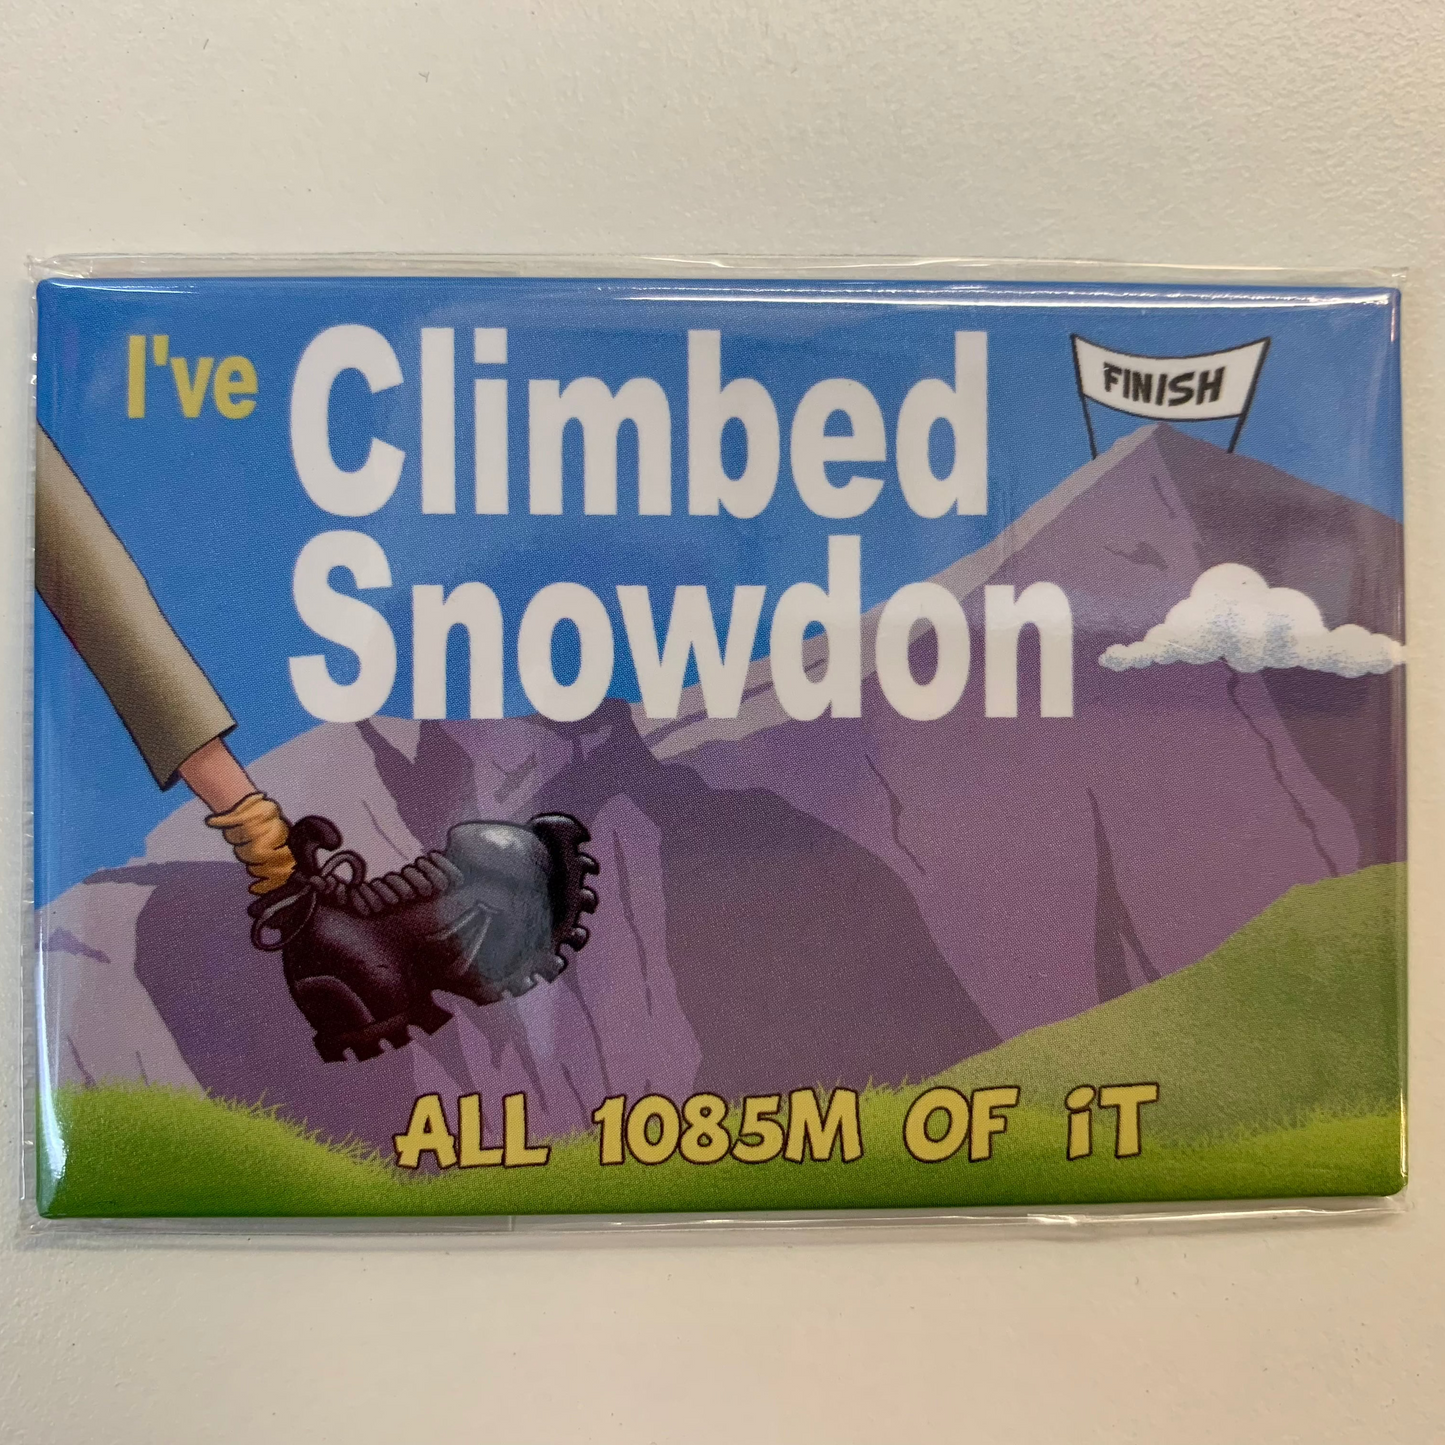 I've Climbed
Snowdon
FINISH
ALL 1085M OF iT